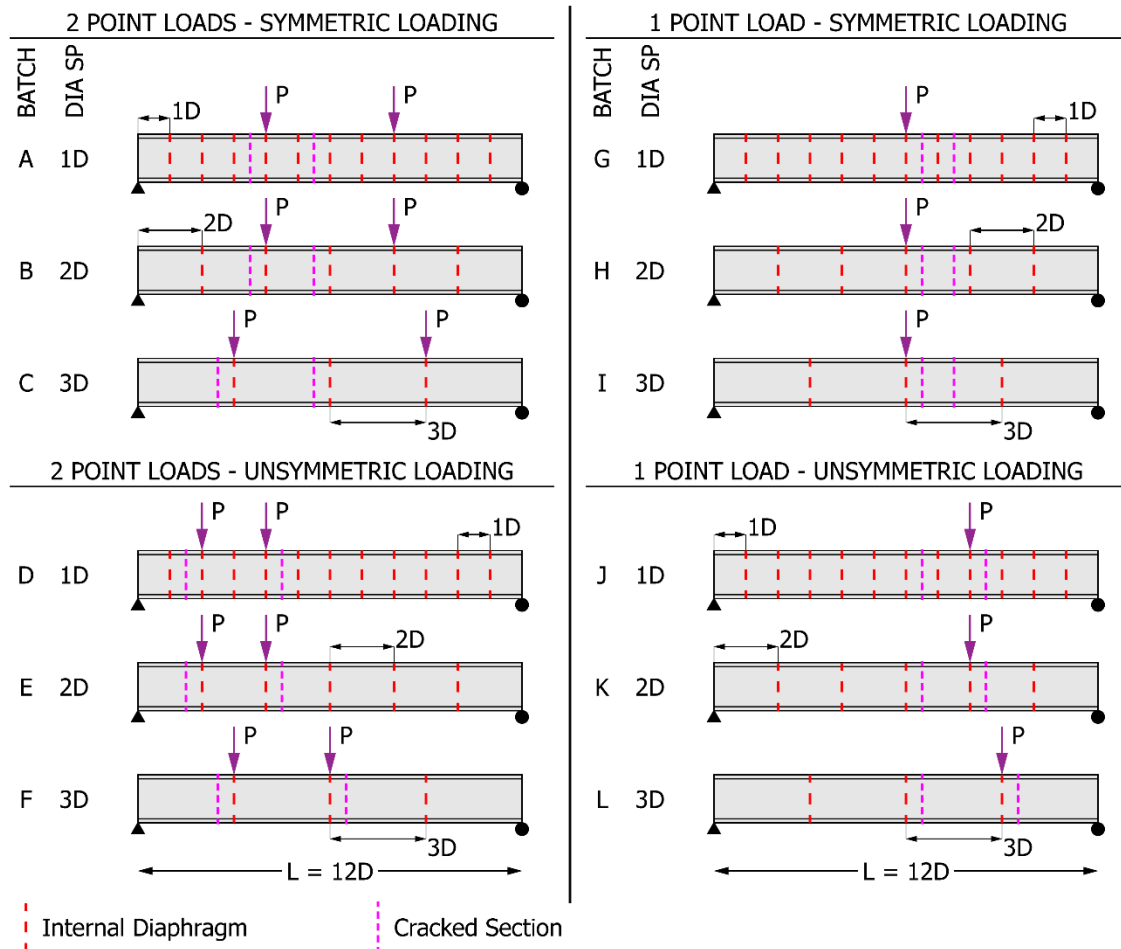 2 POINT LOADS - SYMMETRIC LOADING
BATCH
DIA SP
P
P
1D
A 1D
P
P
2D
B 2D
P
P
C 3D
3D
2 POINT LOADS - UNSYMMETRIC LOADING
P
P
1D
D 1D
P
P
2D
E 2D
P
P
F 3D
3D
L = 12D
1 POINT LOAD - SYMMETRIC LOADING
BATCH
DIA SP
P
1D
G 1D
P
2D
H 2D
P
I 3D
3D
1 POINT LOAD - UNSYMMETRIC LOADING
P
1D
J 1D
P
2D
K 2D
P
L 3D
3D
L = 12D
Internal Diaphragm
Cracked Section